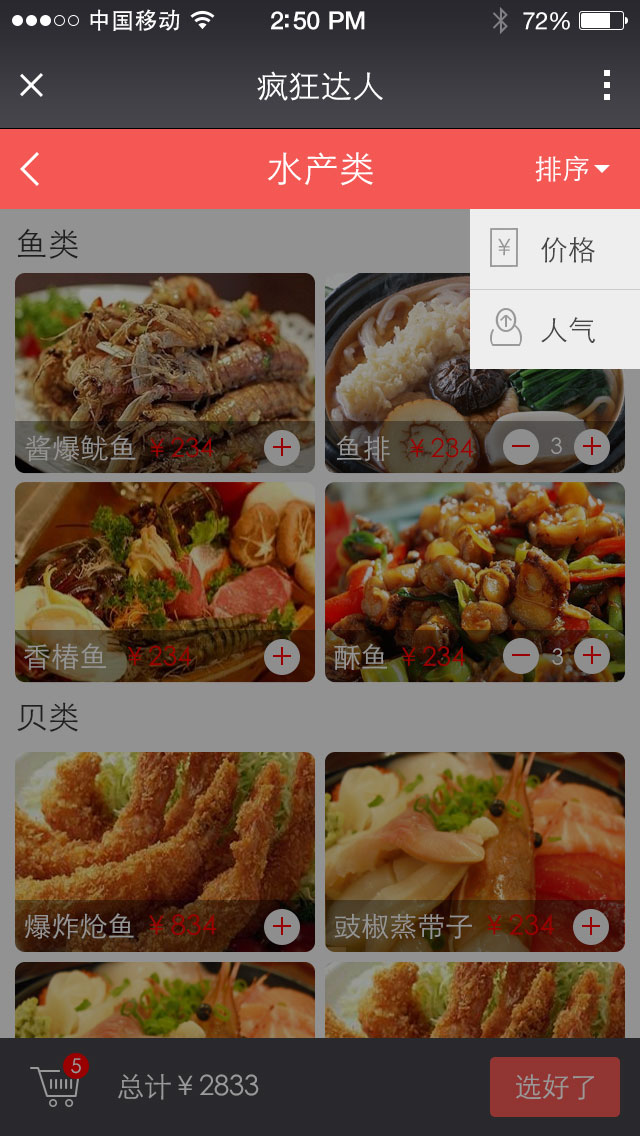 中国移动 2:50 PM 72%
疯狂达人
水产类 排序
鱼类
¥ 价格
人气
酱爆鱿鱼 ¥234
鱼排 ¥234 3
香椿鱼 ¥234
酥鱼 ¥234 3
贝类
爆炸炝鱼 ¥834
豉椒蒸带子 ¥234
5 总计¥2833 选好了